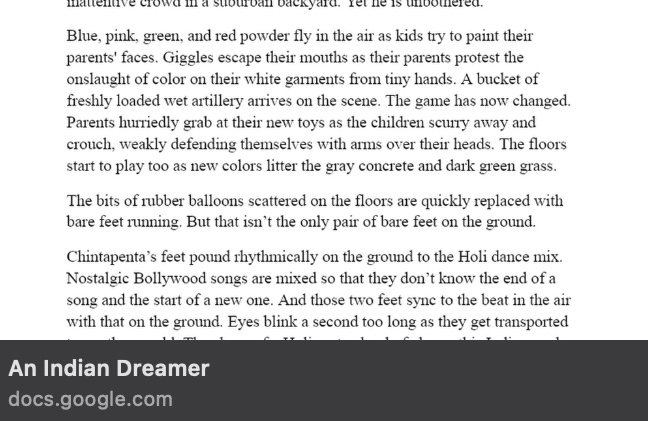 inattentive crowd in a suburban backyard. Yet he is unbothered.
Blue, pink, green, and red powder fly in the air as kids try to paint their
parents' faces. Giggles escape their mouths as their parents protest the
onslaught of color on their white garments from tiny hands. A bucket of
freshly loaded wet artillery arrives on the scene. The game has now changed.
Parents hurriedly grab at their new toys as the children scurry away and
crouch, weakly defending themselves with arms over their heads. The floors
start to play too as new colors litter the gray concrete and dark green grass.
The bits of rubber balloons scattered on the floors are quickly replaced with
bare feet running. But that isn’t the only pair of bare feet on the ground.
Chintapenta’s feet pound rhythmically on the ground to the Holi dance mix.
Nostalgic Bollywood songs are mixed so that they don’t know the end of a
song and the start of a new one. And those two feet sync to the beat in the air
with that on the ground. Eyes blink a second too long as they get transported
An Indian Dreamer
docs.google.com